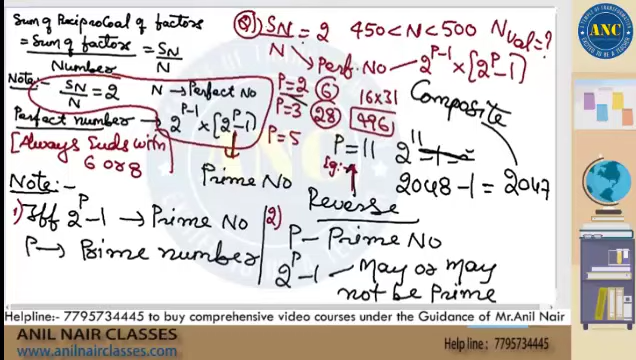 Sum of Reciprocal of factors
= Sum of factors / Number = SN/N
Note:- SN/N = 2 N → Perfect No
Perfect number → 2^(P-1) × [2^P - 1]
[Always Ends with 6 or 8]
Prime No
Note:-
1) Iff 2^P - 1 → Prime No
P → Prime number
Q1) SN/N = 2 450 < N < 500 N val = ?
Perf. No — 2^(P-1) × [2^P - 1]
P = 2 6
P = 3 28 16×31
P = 5 496
Composite
P = 11 2^11 - 1 =
Eg:- 2048 - 1 = 2047
Reverse
2) P - Prime No
2^P - 1 — May or may
not be Prime
ANC
Helpline:- 7795734445 to buy comprehensive video courses under the Guidance of Mr.Anil Nair
ANIL NAIR CLASSES
www.anilnairclasses.com
Help line : 7795734445